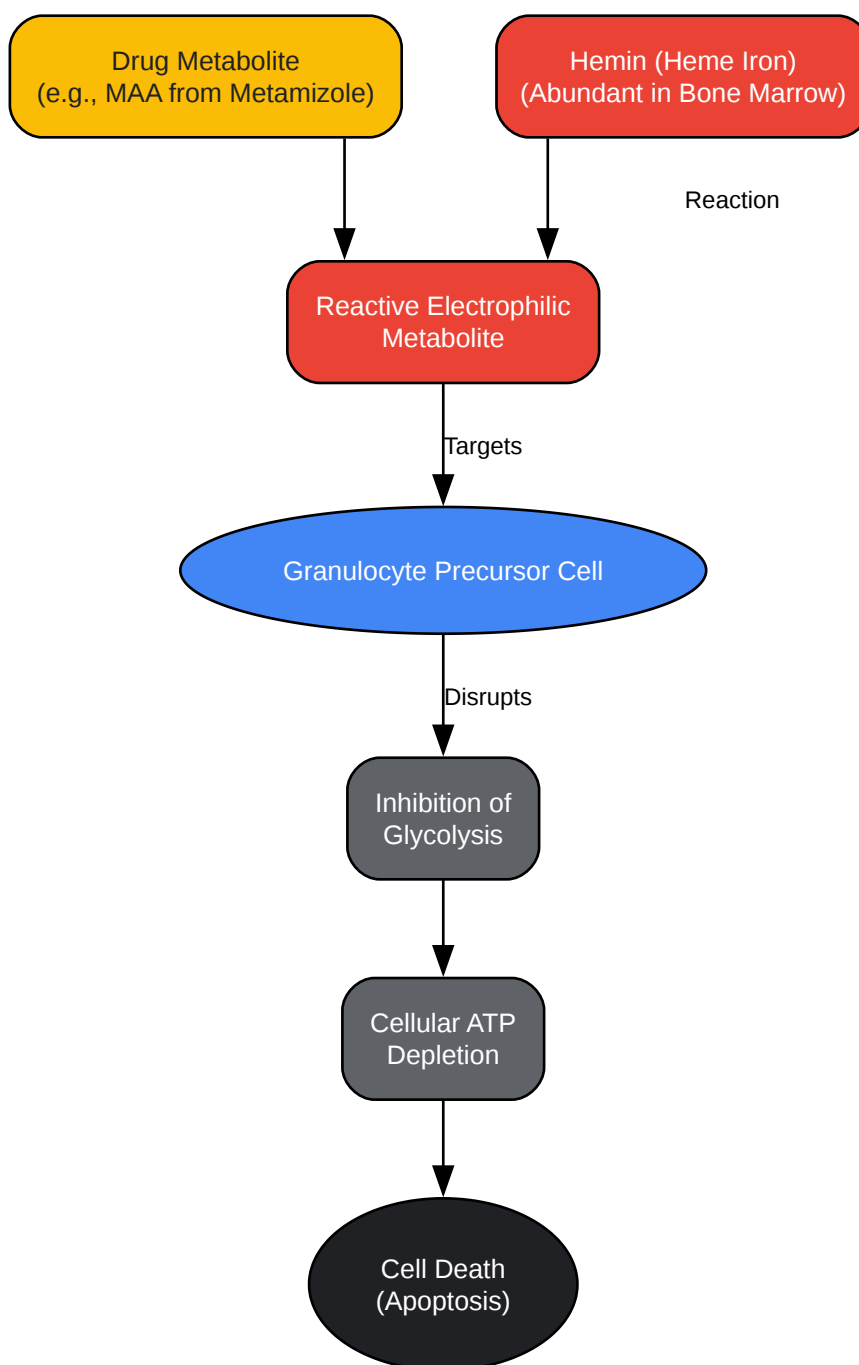 Drug Metabolite
(e.g., MAA from Metamizole)
Hemin (Heme Iron)
(Abundant in Bone Marrow)
Reaction
Reactive Electrophilic
Metabolite
Targets
Granulocyte Precursor Cell
Disrupts
Inhibition of
Glycolysis
Cellular ATP
Depletion
Cell Death
(Apoptosis)